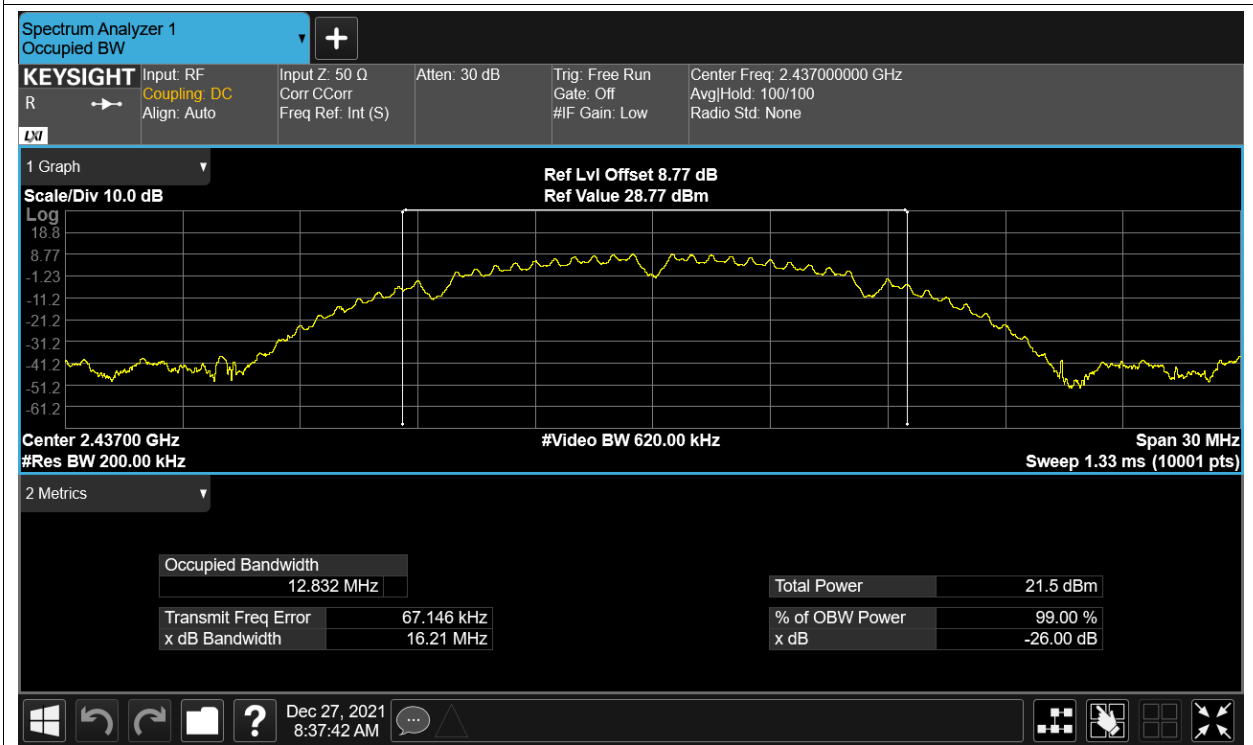 Spectrum Analyzer 1
Occupied BW
KEYSIGHT
R
LXI
Input: RF
Coupling: DC
Align: Auto
Input Z: 50 Ω
Corr CCorr
Freq Ref: Int (S)
Atten: 30 dB
Trig: Free Run
Gate: Off
#IF Gain: Low
Center Freq: 2.437000000 GHz
Avg|Hold: 100/100
Radio Std: None
1 Graph
Scale/Div 10.0 dB
Ref Lvl Offset 8.77 dB
Ref Value 28.77 dBm
Log
18.8
8.77
-1.23
-11.2
-21.2
-31.2
-41.2
-51.2
-61.2
Center 2.43700 GHz
#Video BW 620.00 kHz
Span 30 MHz
#Res BW 200.00 kHz
Sweep 1.33 ms (10001 pts)
2 Metrics
Occupied Bandwidth
12.832 MHz
Total Power 21.5 dBm
Transmit Freq Error 67.146 kHz
% of OBW Power 99.00 %
x dB Bandwidth 16.21 MHz
x dB -26.00 dB
?
Dec 27, 2021
8:37:42 AM